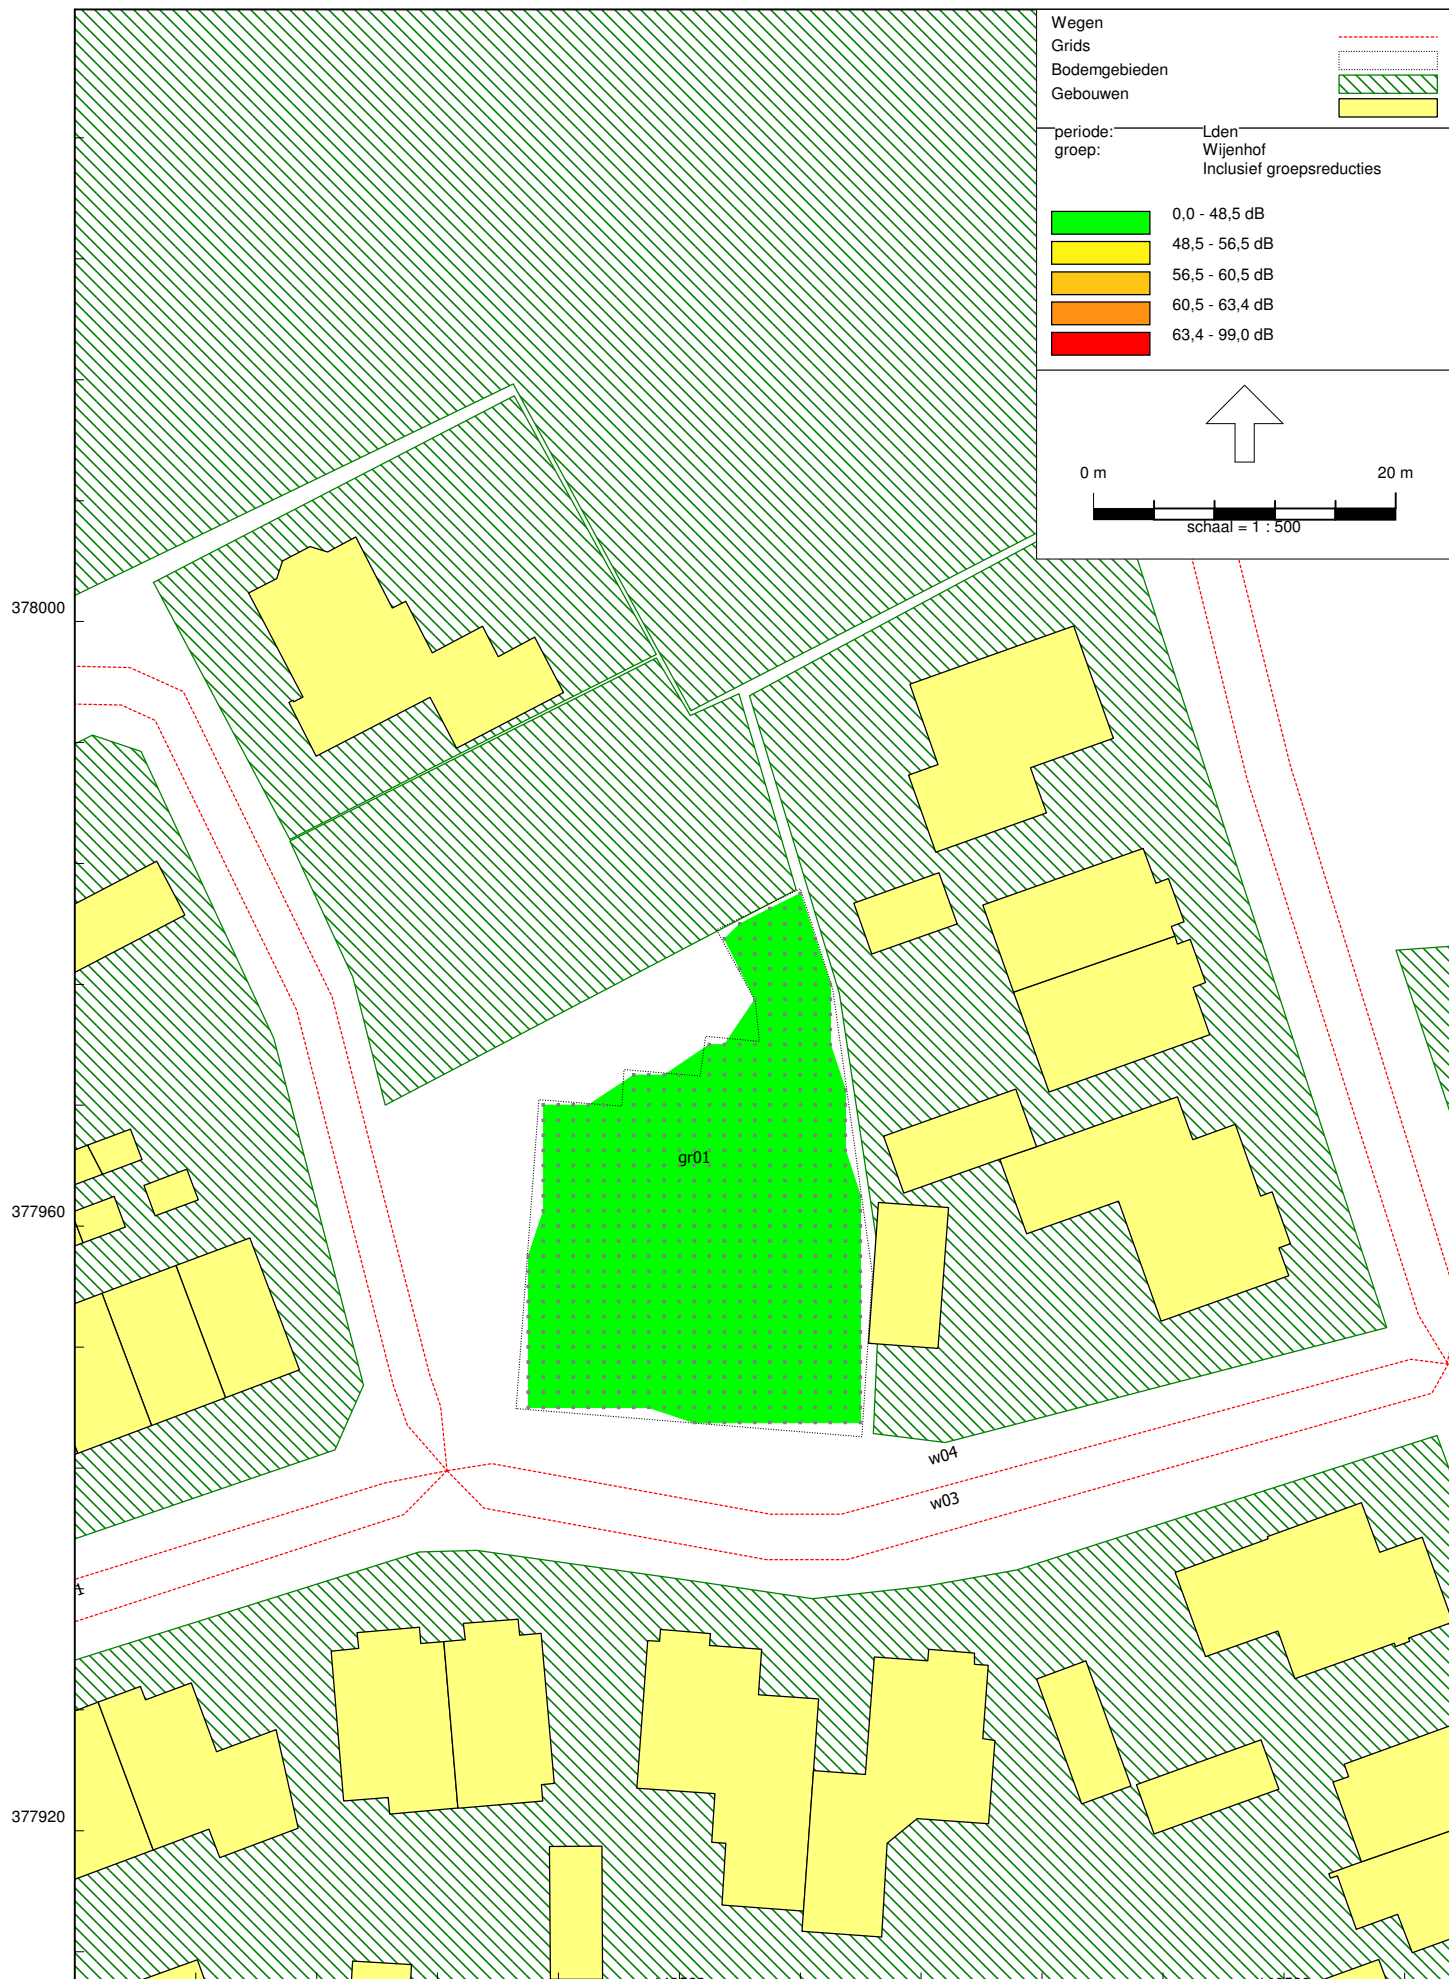 Wegen
Grids
Bodemgebieden
Gebouwen
periode: Lden
groep: Wijenhof
Inclusief groepsreducties
0,0 - 48,5 dB
48,5 - 56,5 dB
56,5 - 60,5 dB
60,5 - 63,4 dB
63,4 - 99,0 dB
0 m 20 m
schaal = 1 : 500
378000
gr01
377960
w04
w03
377920